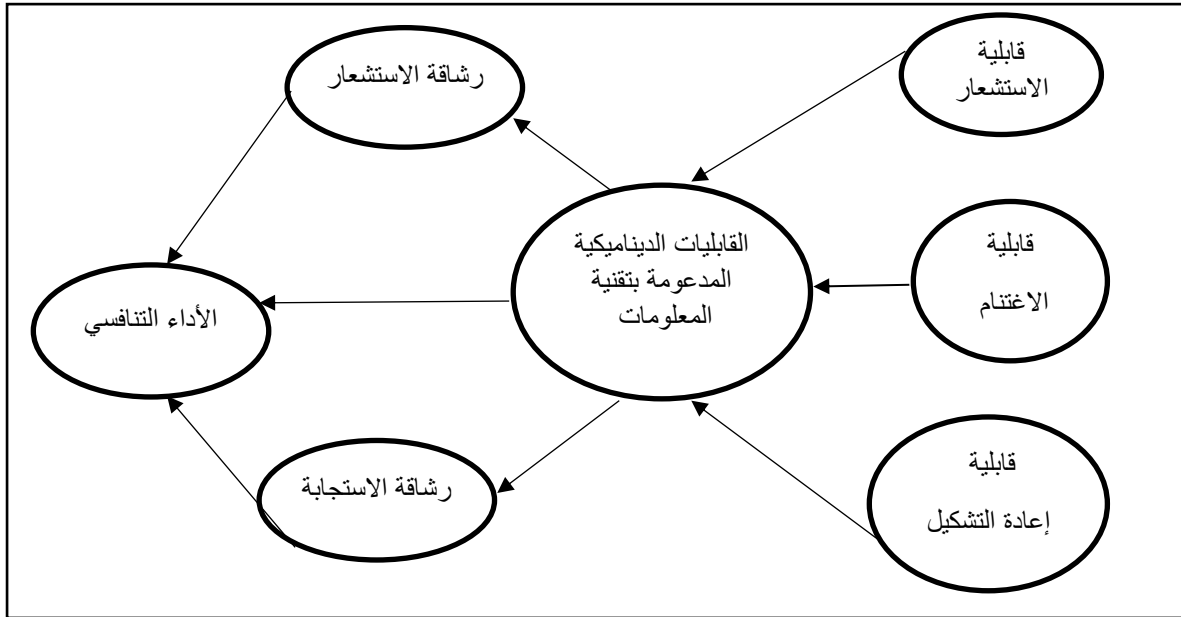 قابلية
الاستشعار
رشاقة الاستشعار
قابلية
الاغتنام
القابليات الديناميكية
المدعومة بتقنية
المعلومات
الأداء التنافسي
قابلية
إعادة التشكيل
رشاقة الاستجابة